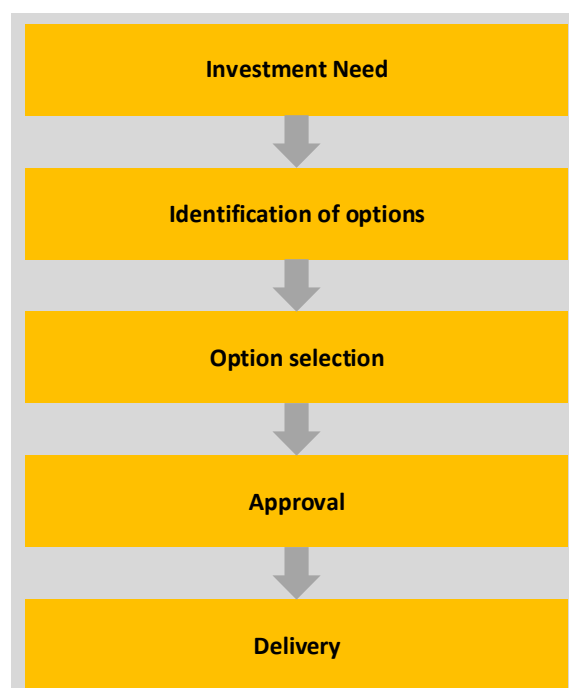 Investment Need
Identification of options
Option selection
Approval
Delivery